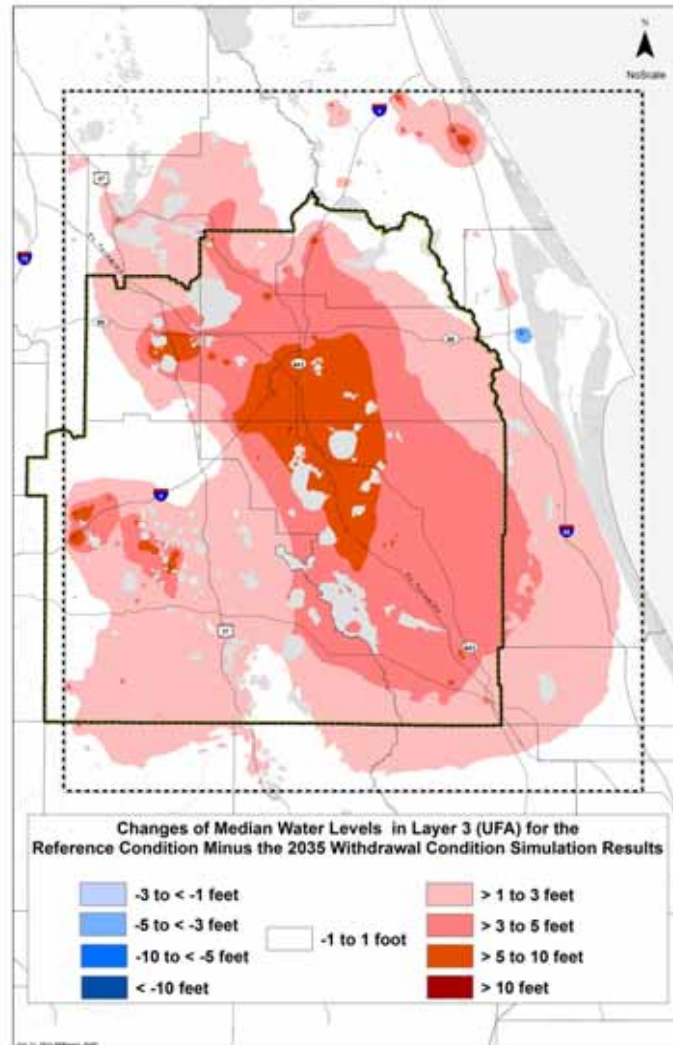 N
NoScale
Changes of Median Water Levels in Layer 3 (UFA) for the
Reference Condition Minus the 2035 Withdrawal Condition Simulation Results
-3 to < -1 feet
-5 to < -3 feet
-10 to < -5 feet
< -10 feet
-1 to 1 foot
> 1 to 3 feet
> 3 to 5 feet
> 5 to 10 feet
> 10 feet